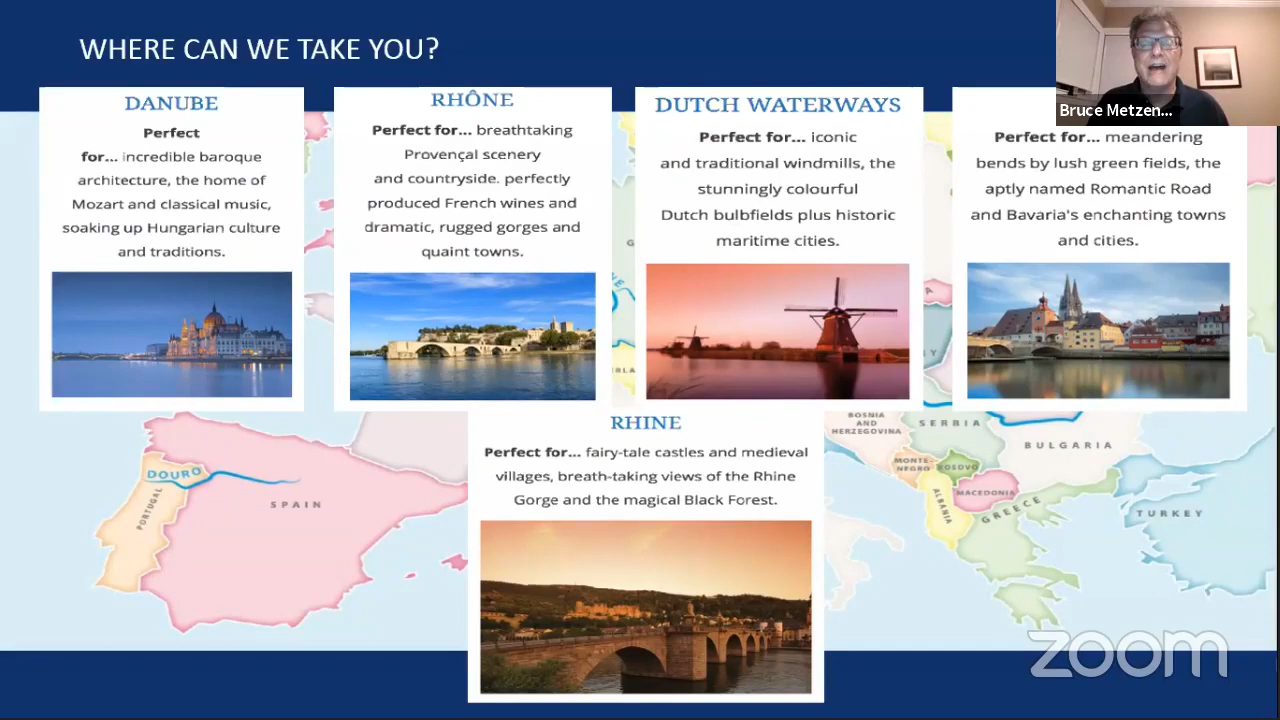 WHERE CAN WE TAKE YOU?
Bruce Metzen...
DANUBE
Perfect
for... incredible baroque
architecture, the home of
Mozart and classical music,
soaking up Hungarian culture
and traditions.
RHÔNE
Perfect for... breathtaking
Provençal scenery
and countryside. perfectly
produced French wines and
dramatic, rugged gorges and
quaint towns.
DUTCH WATERWAYS
Perfect for... iconic
and traditional windmills, the
stunningly colourful
Dutch bulbfields plus historic
maritime cities.
Perfect for... meandering
bends by lush green fields, the
aptly named Romantic Road
and Bavaria's enchanting towns
and cities.
RHINE
Perfect for... fairy-tale castles and medieval
villages, breath-taking views of the Rhine
Gorge and the magical Black Forest.
DOURO
PORTUGAL
SPAIN
BOSNIA
AND
HERZEGOVINA
SERBIA
BULGARIA
MONTE-
NEGRO
KOSOVO
MACEDONIA
ALBANIA
GREECE
TURKEY
zoom